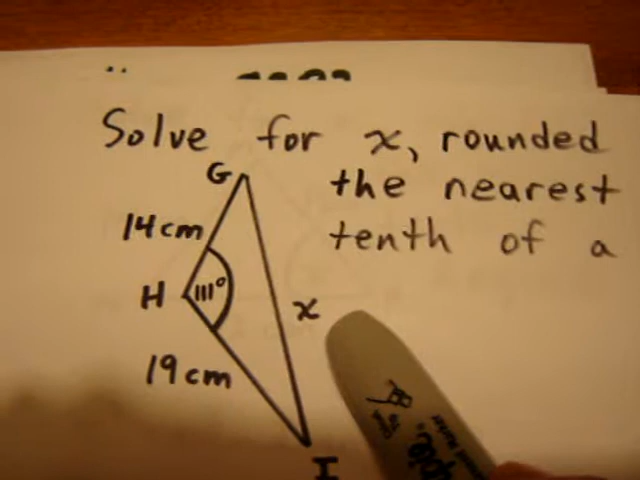 Solve for x, rounded
the nearest
tenth of a
G
14cm
H
111°
x
19cm
I